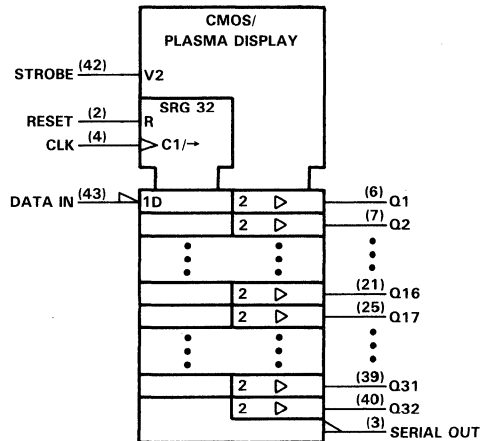 CMOS/
PLASMA DISPLAY
STROBE (42) V2
SRG 32
RESET (2) R
CLK (4) C1/→
DATA IN (43) 1D 2 ▷ (6) Q1
2 ▷ (7) Q2
2 ▷ (21) Q16
2 ▷ (25) Q17
2 ▷ (39) Q31
2 ▷ (40) Q32
(3) SERIAL OUT